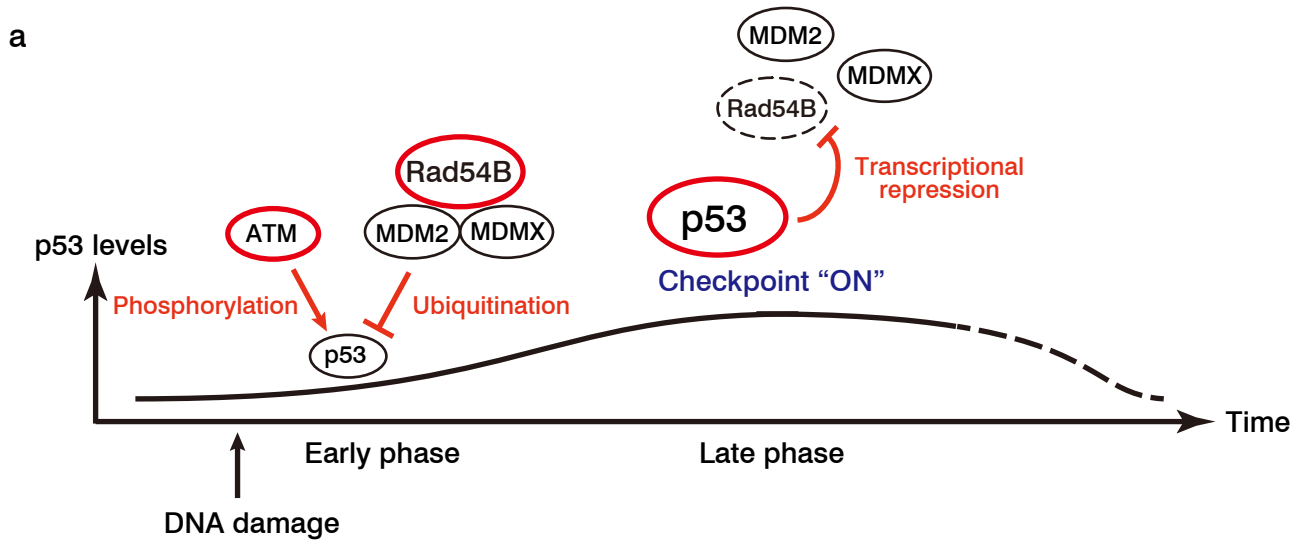 a
MDM2
MDMX
Rad54B
Transcriptional
repression
Rad54B
p53
ATM
MDM2
MDMX
p53 levels
Checkpoint “ON”
Phosphorylation
Ubiquitination
p53
Time
Early phase
Late phase
DNA damage